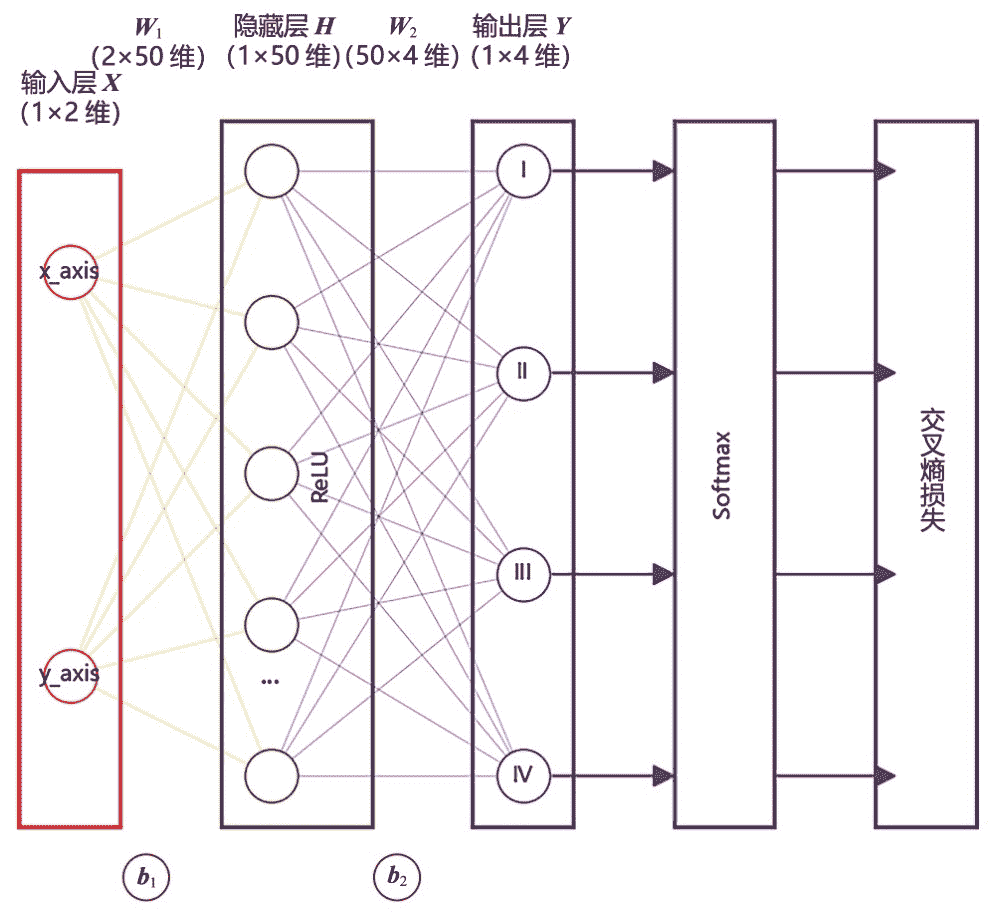 W₁
(2×50 维)
隐藏层 H
(1×50 维)
W₂
(50×4 维)
输出层 Y
(1×4 维)
输入层 X
(1×2 维)
x_axis
y_axis
...
ReLU
I
II
III
IV
Softmax
交叉熵损失
b₁
b₂